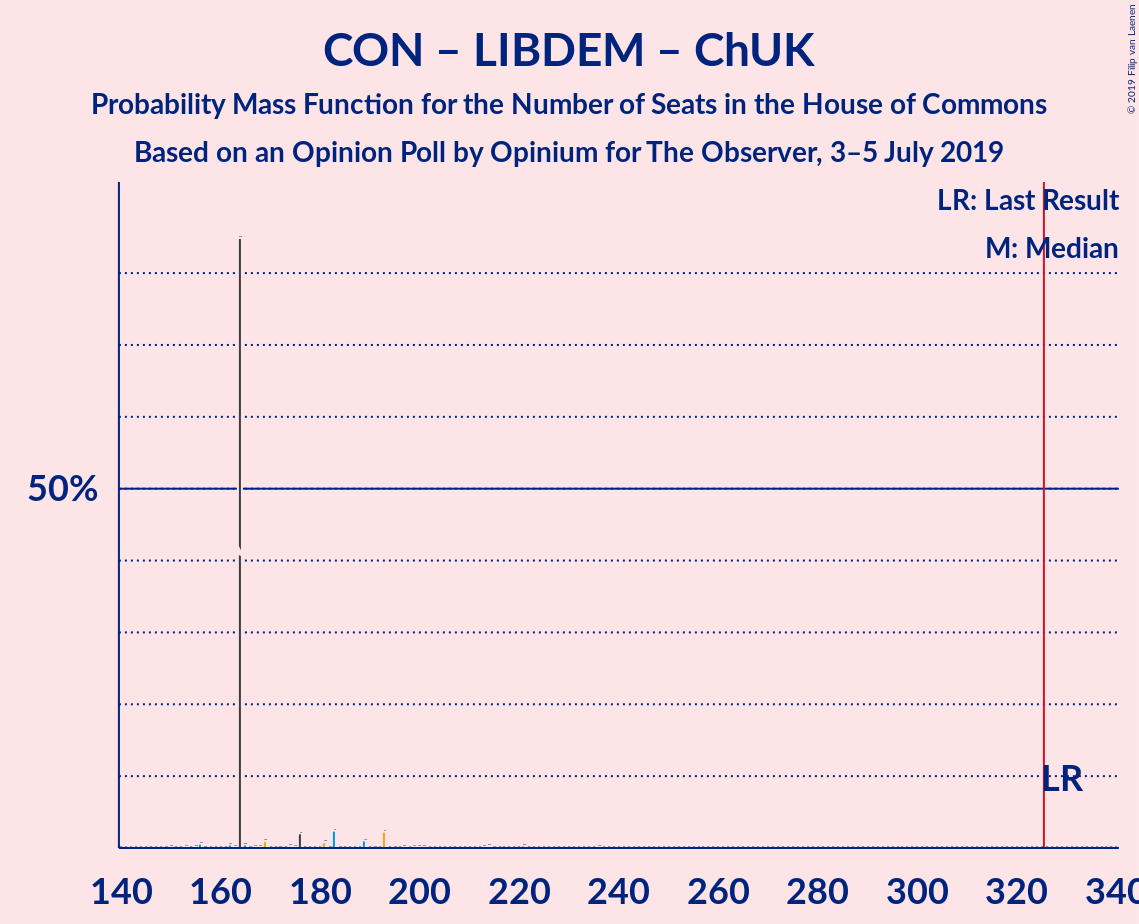 CON – LIBDEM – ChUK
Probability Mass Function for the Number of Seats in the House of Commons
Based on an Opinion Poll by Opinium for The Observer, 3–5 July 2019
© 2019 Filip van Laenen
LR: Last Result
M: Median
50%
LR
140 160 180 200 220 240 260 280 300 320 340